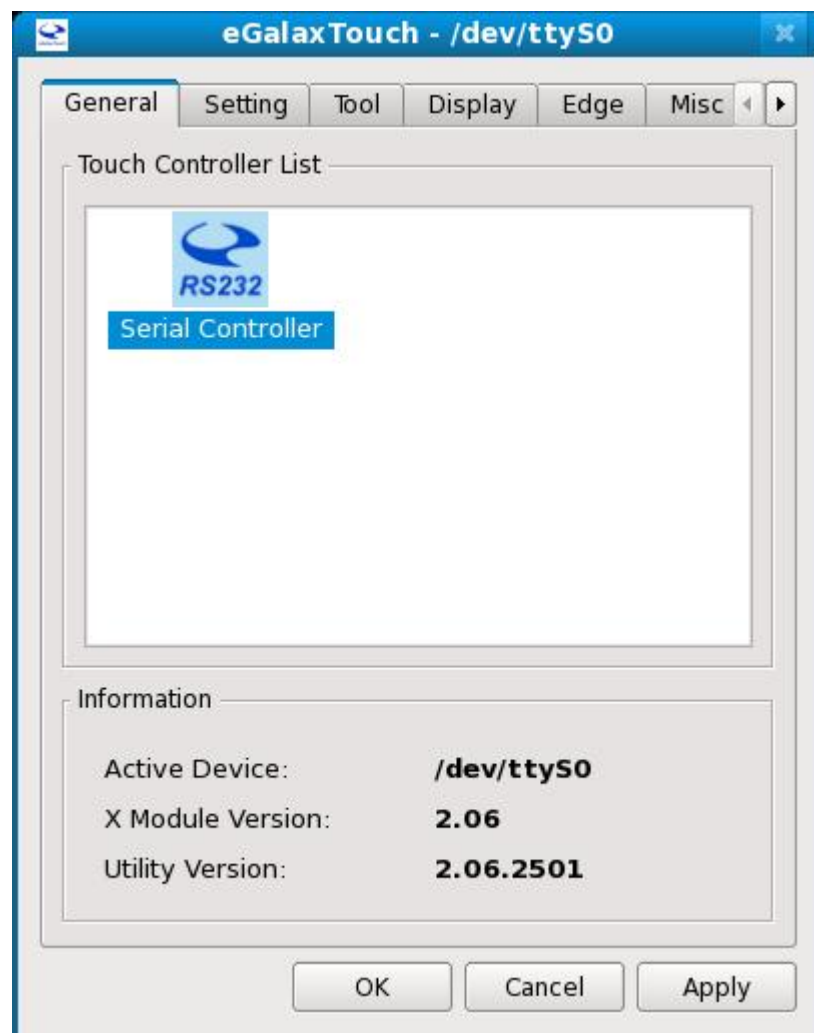 eGalaxTouch - /dev/ttyS0
General Setting Tool Display Edge Misc
Touch Controller List
RS232
Serial Controller
Information
Active Device: /dev/ttyS0
X Module Version: 2.06
Utility Version: 2.06.2501
OK Cancel Apply